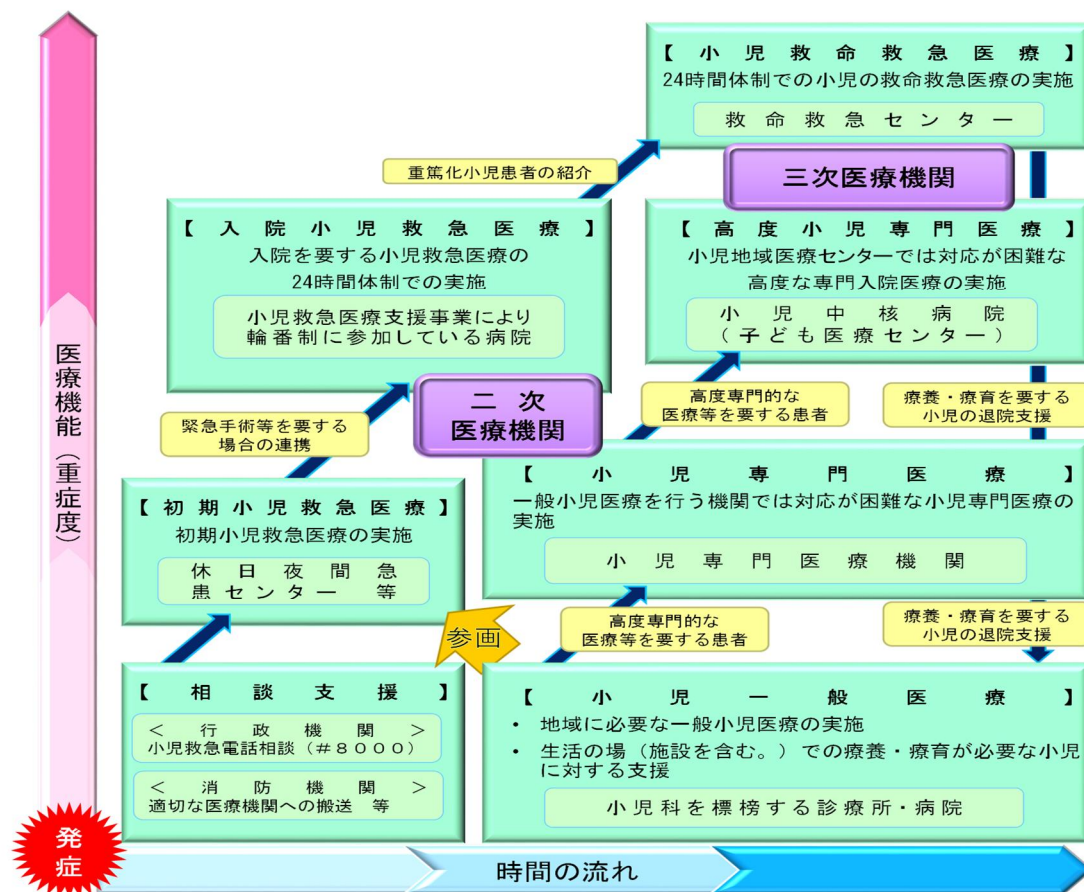 【小児救命救急医療】
24時間体制での小児の救命救急医療の実施
救命救急センター
三次医療機関
重篤化小児患者の紹介
【入院小児救急医療】
入院を要する小児救急医療の
24時間体制での実施
小児救急医療支援事業により
輪番制に参加している病院
【高度小児専門医療】
小児地域医療センターでは対応が困難な
高度な専門入院医療の実施
小児中核病院
（子ども医療センター）
二次
医療機関
緊急手術等を要する
場合の連携
高度専門的な
医療等を要する患者
療養・療育を要する
小児の退院支援
医療機能（重症度）
【初期小児救急医療】
初期小児救急医療の実施
休日夜間急
患センター等
【小児専門医療】
一般小児医療を行う機関では対応が困難な小児専門医療の
実施
小児専門医療機関
参画
高度専門的な
医療等を要する患者
療養・療育を要する
小児の退院支援
【相談支援】
＜行政機関＞
小児救急電話相談（＃８０００）
＜消防機関＞
適切な医療機関への搬送 等
【小児一般医療】
・ 地域に必要な一般小児医療の実施
・ 生活の場（施設を含む。）での療養・療育が必要な小児
に対する支援
小児科を標榜する診療所・病院
発
症
時間の流れ